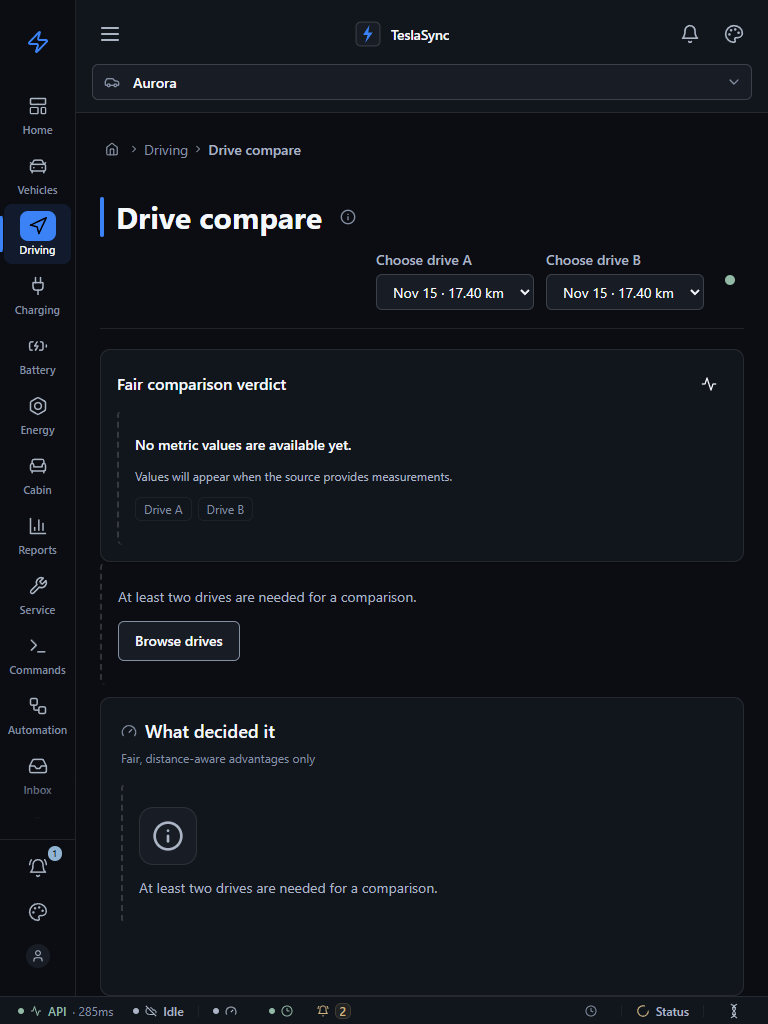 TeslaSync
Aurora
Home
Vehicles
Driving
Charging
Battery
Energy
Cabin
Reports
Service
Commands
Automation
Inbox
1
Driving
Drive compare
Drive compare
Choose drive A
Choose drive B
Nov 15 · 17.40 km
Nov 15 · 17.40 km
Fair comparison verdict
No metric values are available yet.
Values will appear when the source provides measurements.
Drive A
Drive B
At least two drives are needed for a comparison.
Browse drives
What decided it
Fair, distance-aware advantages only
At least two drives are needed for a comparison.
API · 285ms
Idle
2
Status